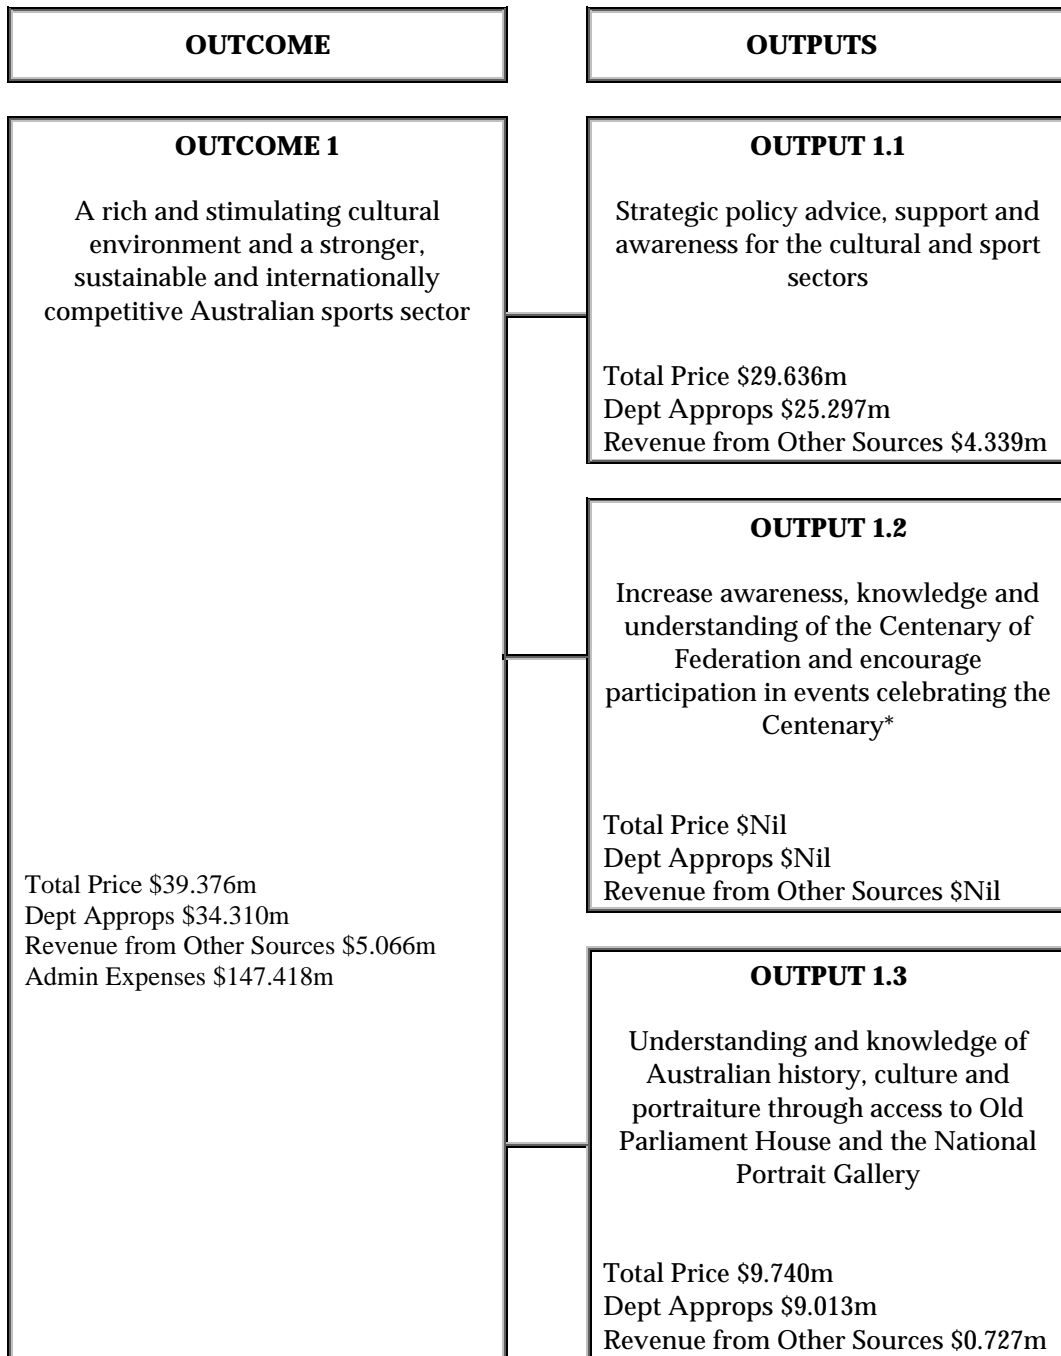 OUTCOME
OUTPUTS
OUTCOME 1
A rich and stimulating cultural
environment and a stronger,
sustainable and internationally
competitive Australian sports sector
Total Price $39.376m
Dept Approps $34.310m
Revenue from Other Sources $5.066m
Admin Expenses $147.418m
OUTPUT 1.1
Strategic policy advice, support and
awareness for the cultural and sport
sectors
Total Price $29.636m
Dept Approps $25.297m
Revenue from Other Sources $4.339m
OUTPUT 1.2
Increase awareness, knowledge and
understanding of the Centenary of
Federation and encourage
participation in events celebrating the
Centenary*
Total Price $Nil
Dept Approps $Nil
Revenue from Other Sources $Nil
OUTPUT 1.3
Understanding and knowledge of
Australian history, culture and
portraiture through access to Old
Parliament House and the National
Portrait Gallery
Total Price $9.740m
Dept Approps $9.013m
Revenue from Other Sources $0.727m